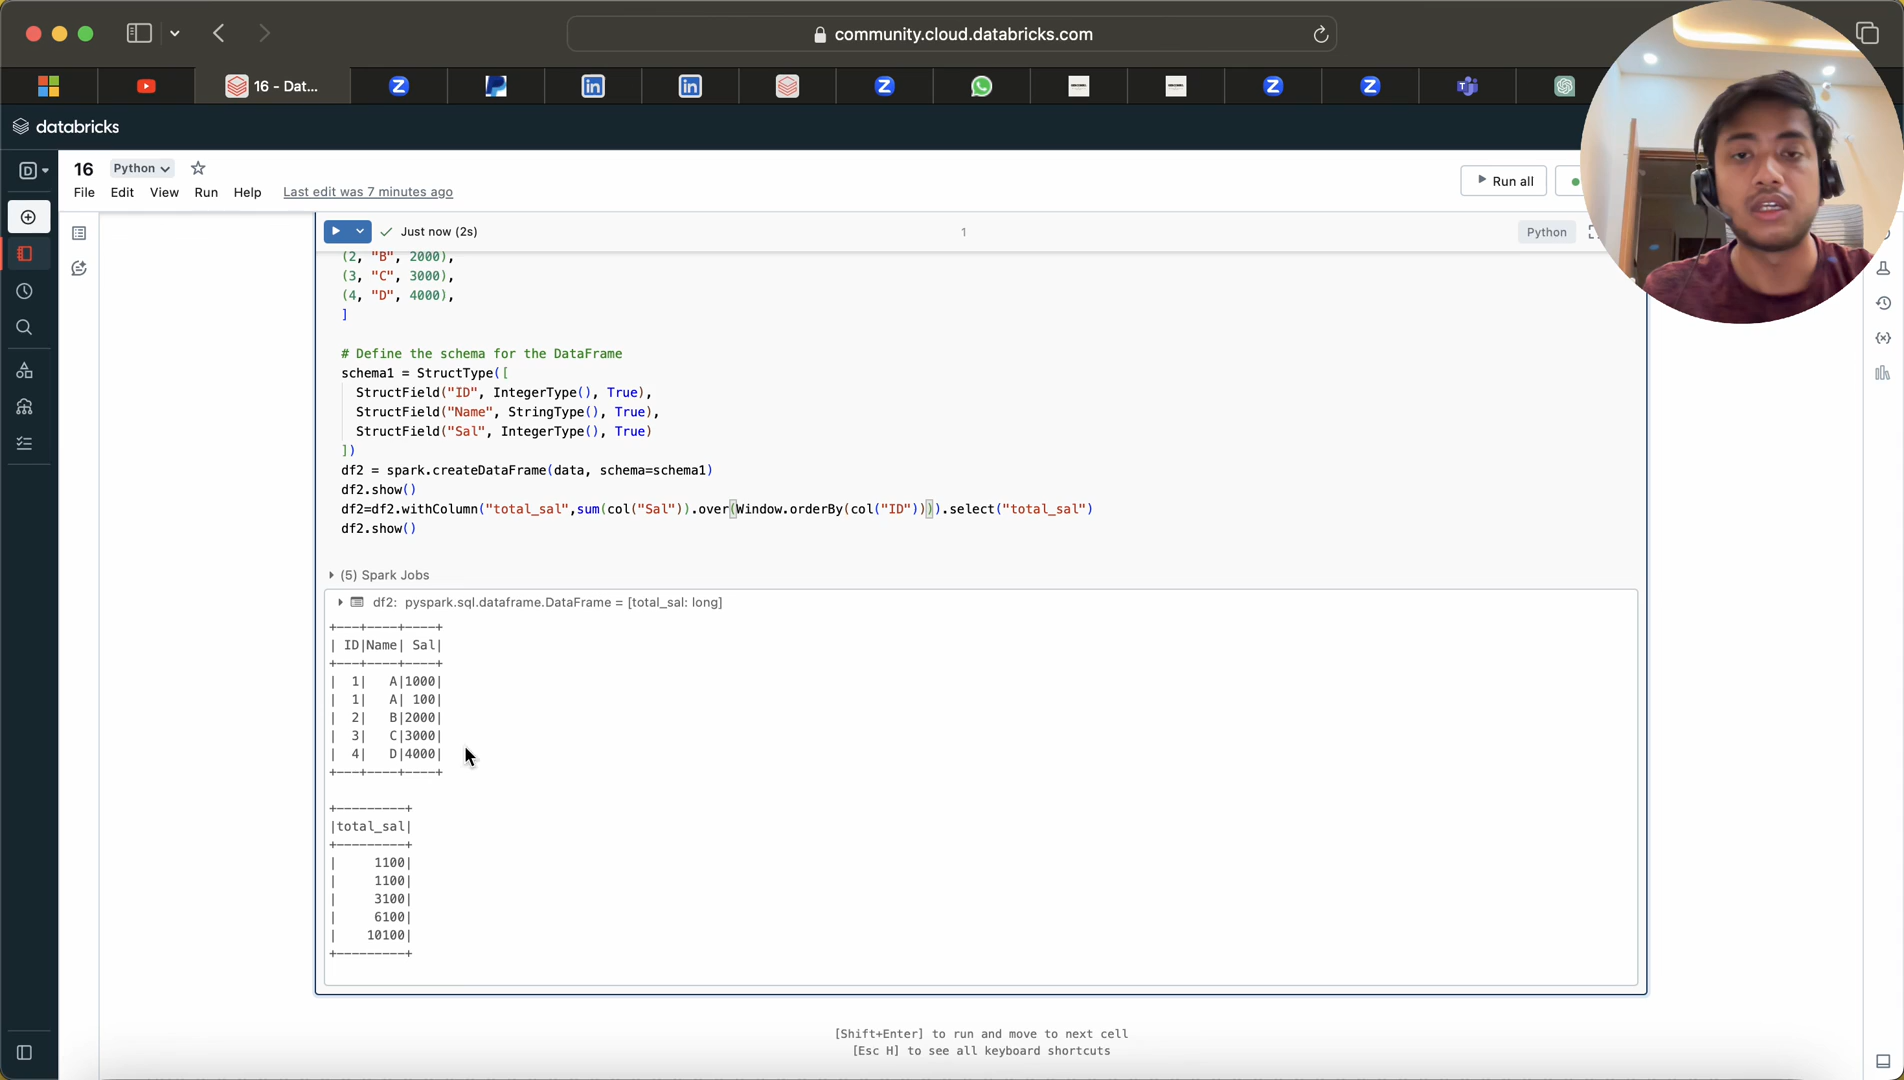 community.cloud.databricks.com
16 - Dat...
databricks
16
Python
File Edit View Run Help Last edit was 7 minutes ago
Run all
Just now (2s)
1
Python
(2, "B", 2000),
(3, "C", 3000),
(4, "D", 4000),
]
# Define the schema for the DataFrame
schema1 = StructType([
StructField("ID", IntegerType(), True),
StructField("Name", StringType(), True),
StructField("Sal", IntegerType(), True)
])
df2 = spark.createDataFrame(data, schema=schema1)
df2.show()
df2=df2.withColumn("total_sal",sum(col("Sal")).over(Window.orderBy(col("ID")))).select("total_sal")
df2.show()
(5) Spark Jobs
df2: pyspark.sql.dataframe.DataFrame = [total_sal: long]
+---+----+----+
| ID|Name| Sal|
+---+----+----+
|  1|   A|1000|
|  1|   A| 100|
|  2|   B|2000|
|  3|   C|3000|
|  4|   D|4000|
+---+----+----+
+---------+
|total_sal|
+---------+
|     1100|
|     1100|
|     3100|
|     6100|
|    10100|
+---------+
[Shift+Enter] to run and move to next cell
[Esc H] to see all keyboard shortcuts